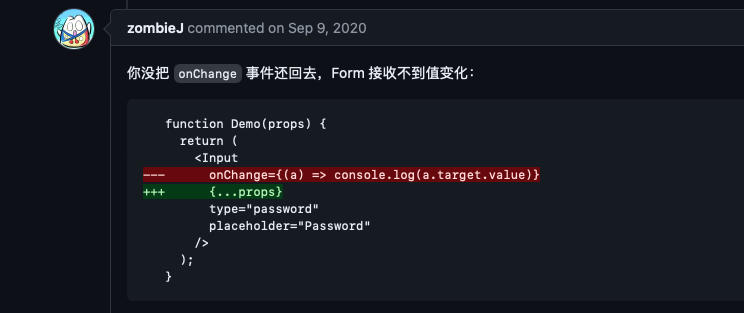 zombieJ commented on Sep 9, 2020
你没把 onChange 事件还回去，Form 接收不到值变化：
function Demo(props) {
return (
<Input
--- onChange={(a) => console.log(a.target.value)}
+++ {...props}
type="password"
placeholder="Password"
/>
);
}